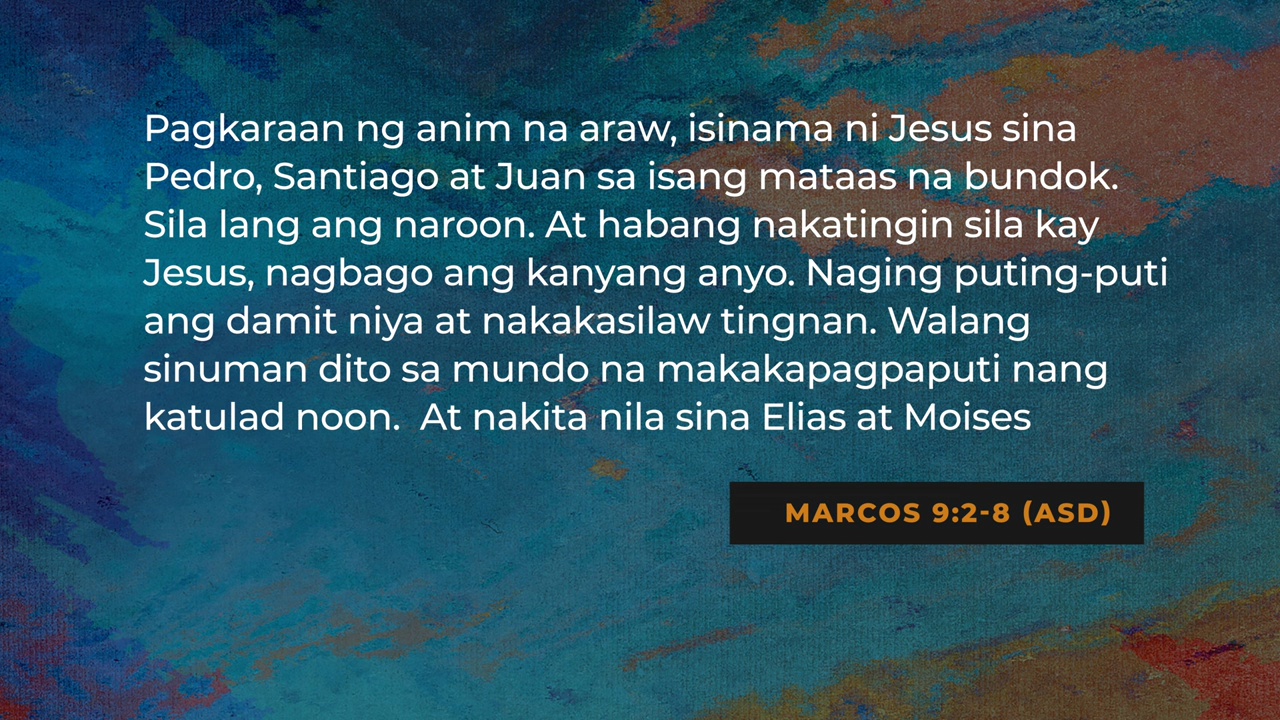 Pagkaraan ng anim na araw, isinama ni Jesus sina
Pedro, Santiago at Juan sa isang mataas na bundok.
Sila lang ang naroon. At habang nakatingin sila kay
Jesus, nagbago ang kanyang anyo. Naging puting-puti
ang damit niya at nakakasilaw tingnan. Walang
sinuman dito sa mundo na makakapagpaputi nang
katulad noon.  At nakita nila sina Elias at Moises
MARCOS 9:2-8 (ASD)